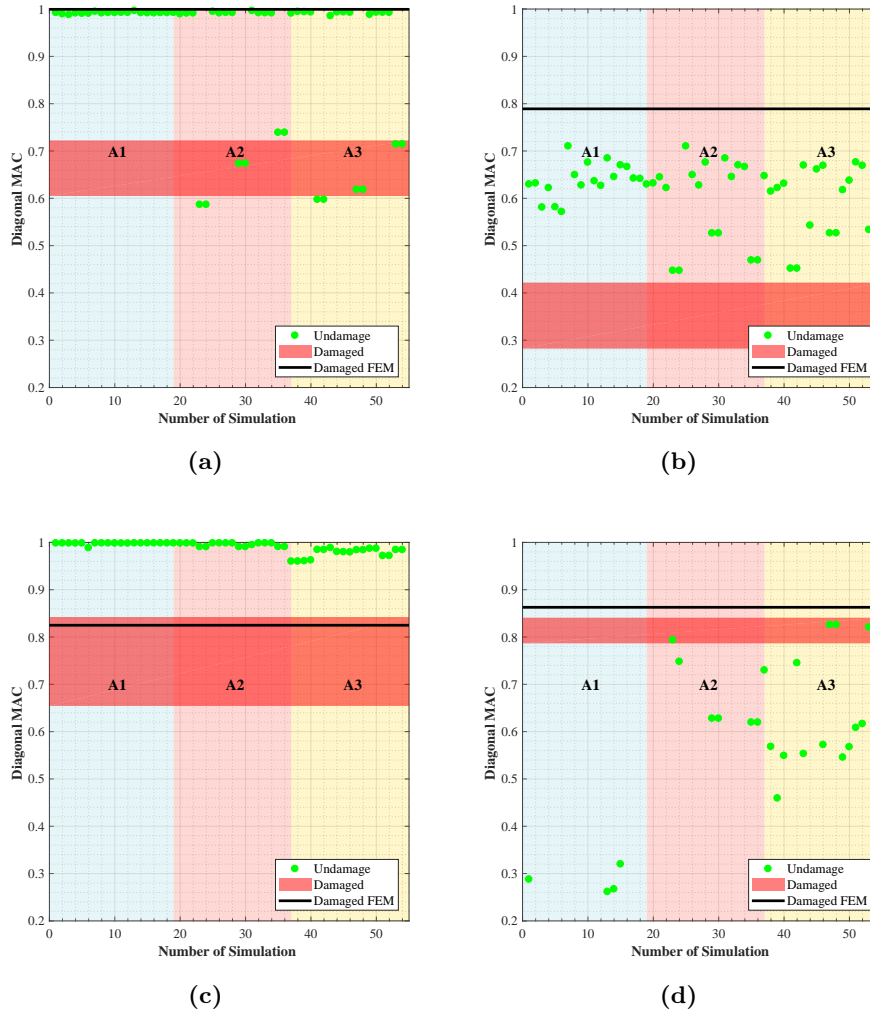 1
0.9
0.8
0.7
0.6
0.5
0.4
0.3
0.2
Diagonal MAC
A1 A2 A3
Undamage
Damaged
Damaged FEM
0 10 20 30 40 50
Number of Simulation
(a)
1
0.9
0.8
0.7
0.6
0.5
0.4
0.3
0.2
Diagonal MAC
A1 A2 A3
Undamage
Damaged
Damaged FEM
0 10 20 30 40 50
Number of Simulation
(b)
1
0.9
0.8
0.7
0.6
0.5
0.4
0.3
0.2
Diagonal MAC
A1 A2 A3
Undamage
Damaged
Damaged FEM
0 10 20 30 40 50
Number of Simulation
(c)
1
0.9
0.8
0.7
0.6
0.5
0.4
0.3
0.2
Diagonal MAC
A1 A2 A3
Undamage
Damaged
Damaged FEM
0 10 20 30 40 50
Number of Simulation
(d)